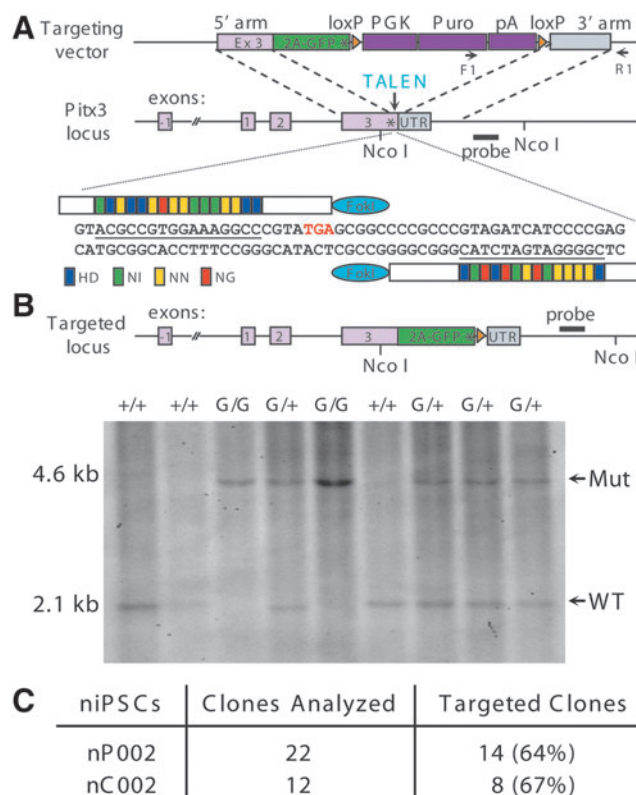 A
5' arm loxP PGK Puro pA loxP 3' arm
Targeting vector
Ex 3 2A-GFP *
F1 R1
TALEN
Pitx3 locus
exons:
-1 1 2 3 * UTR
Nco I probe Nco I
FokI
GTACGCCGTGGAAAGGCCCGTATGAGCGGCCCCGCCCGTAGATCATCCCCGAG
CATGCGGCACCTTTCCGGGCATACTCGCCGGGGCGGGCATCTAGTAGGGGCTC
HD NI NN NG
FokI
B
probe
Targeted locus
exons:
-1 1 2 3 2A-GFP * UTR
Nco I Nco I
+/+ +/+ G/G G/+ G/G +/+ G/+ G/+ G/+
4.6 kb Mut
2.1 kb WT
C
niPSCs Clones Analyzed Targeted Clones
nP002 22 14 (64%)
nC002 12 8 (67%)